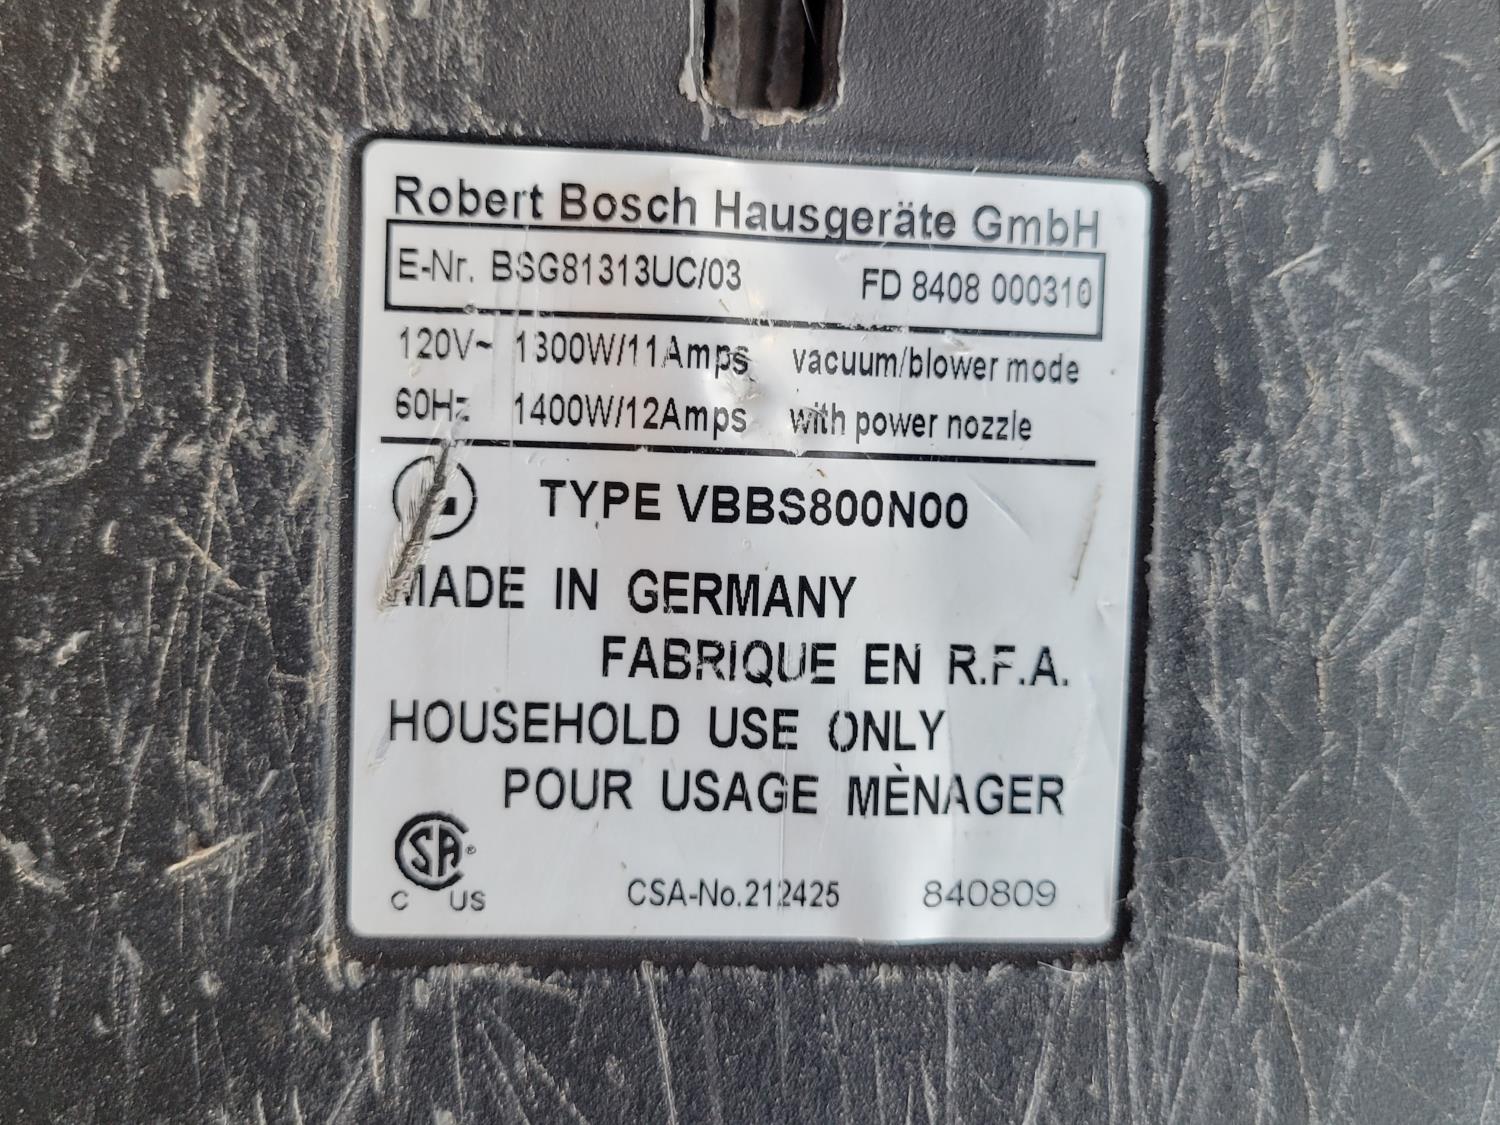 Robert Bosch Hausgeräte GmbH
E-Nr. BSG81313UC/03 FD 8408 000310
120V~ 1300W/11Amps vacuum/blower mode
60Hz 1400W/12Amps with power nozzle
TYPE VBBS800N00
MADE IN GERMANY
FABRIQUE EN R.F.A.
HOUSEHOLD USE ONLY
POUR USAGE MÈNAGER
CSA®
C US CSA-No.212425 840809